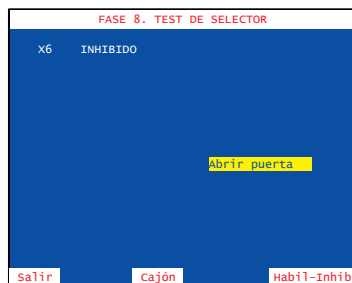 FASE 8. TEST DE SELECTOR
X6 INHIBIDO
Abrir puerta
Salir Cajón Habil-Inhib